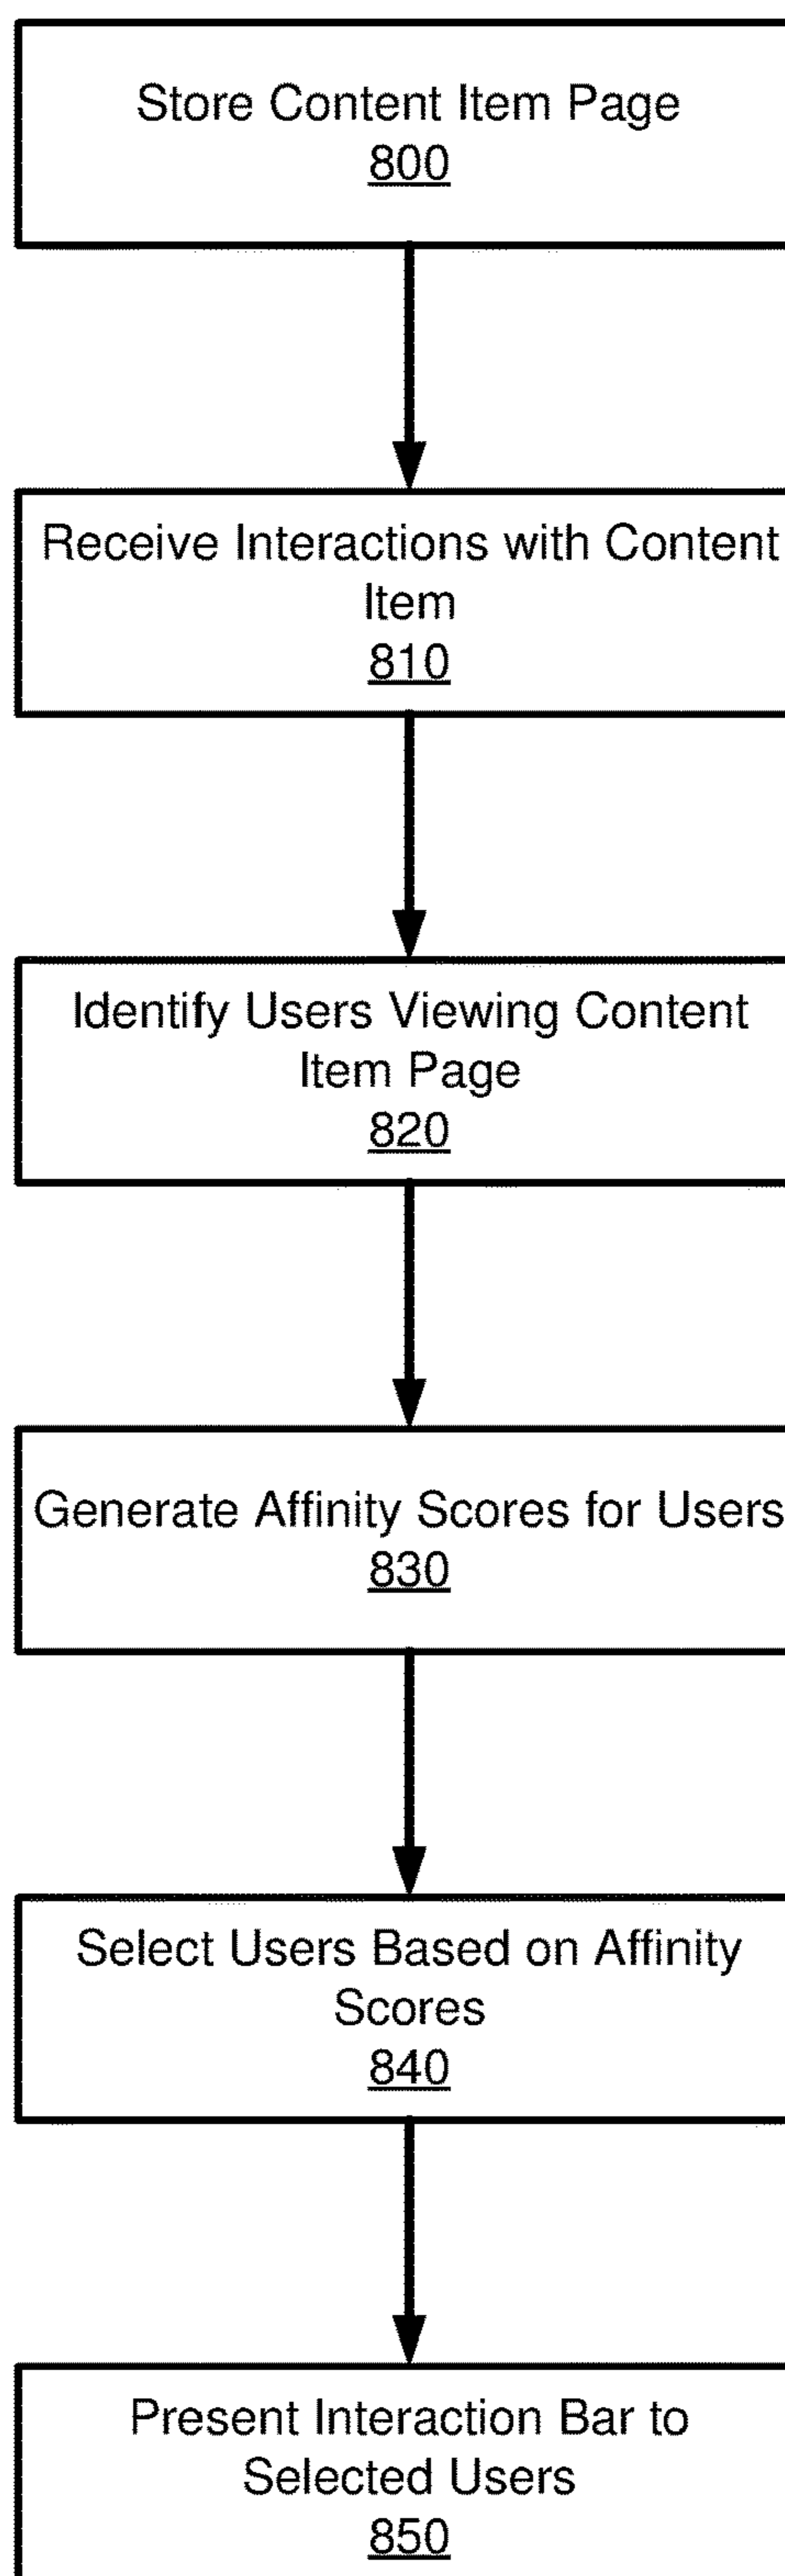 Store Content Item Page
800
Receive Interactions with Content
Item
810
Identify Users Viewing Content
Item Page
820
Generate Affinity Scores for Users
830
Select Users Based on Affinity
Scores
840
Present Interaction Bar to
Selected Users
850